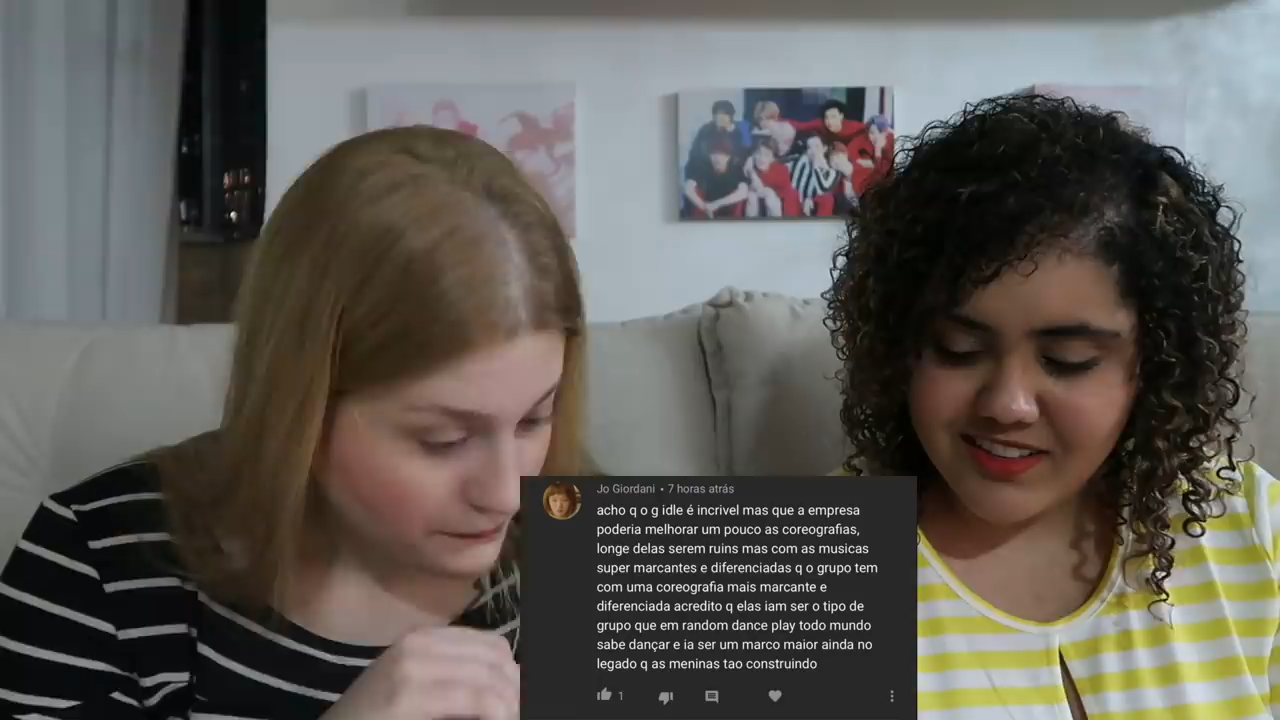 Jo Giordani • 7 horas atrás
acho q o g idle é incrivel mas que a empresa
poderia melhorar um pouco as coreografias,
longe delas serem ruins mas com as musicas
super marcantes e diferenciadas q o grupo tem
com uma coreografia mais marcante e
diferenciada acredito q elas iam ser o tipo de
grupo que em random dance play todo mundo
sabe dançar e ia ser um marco maior ainda no
legado q as meninas tao construindo
1